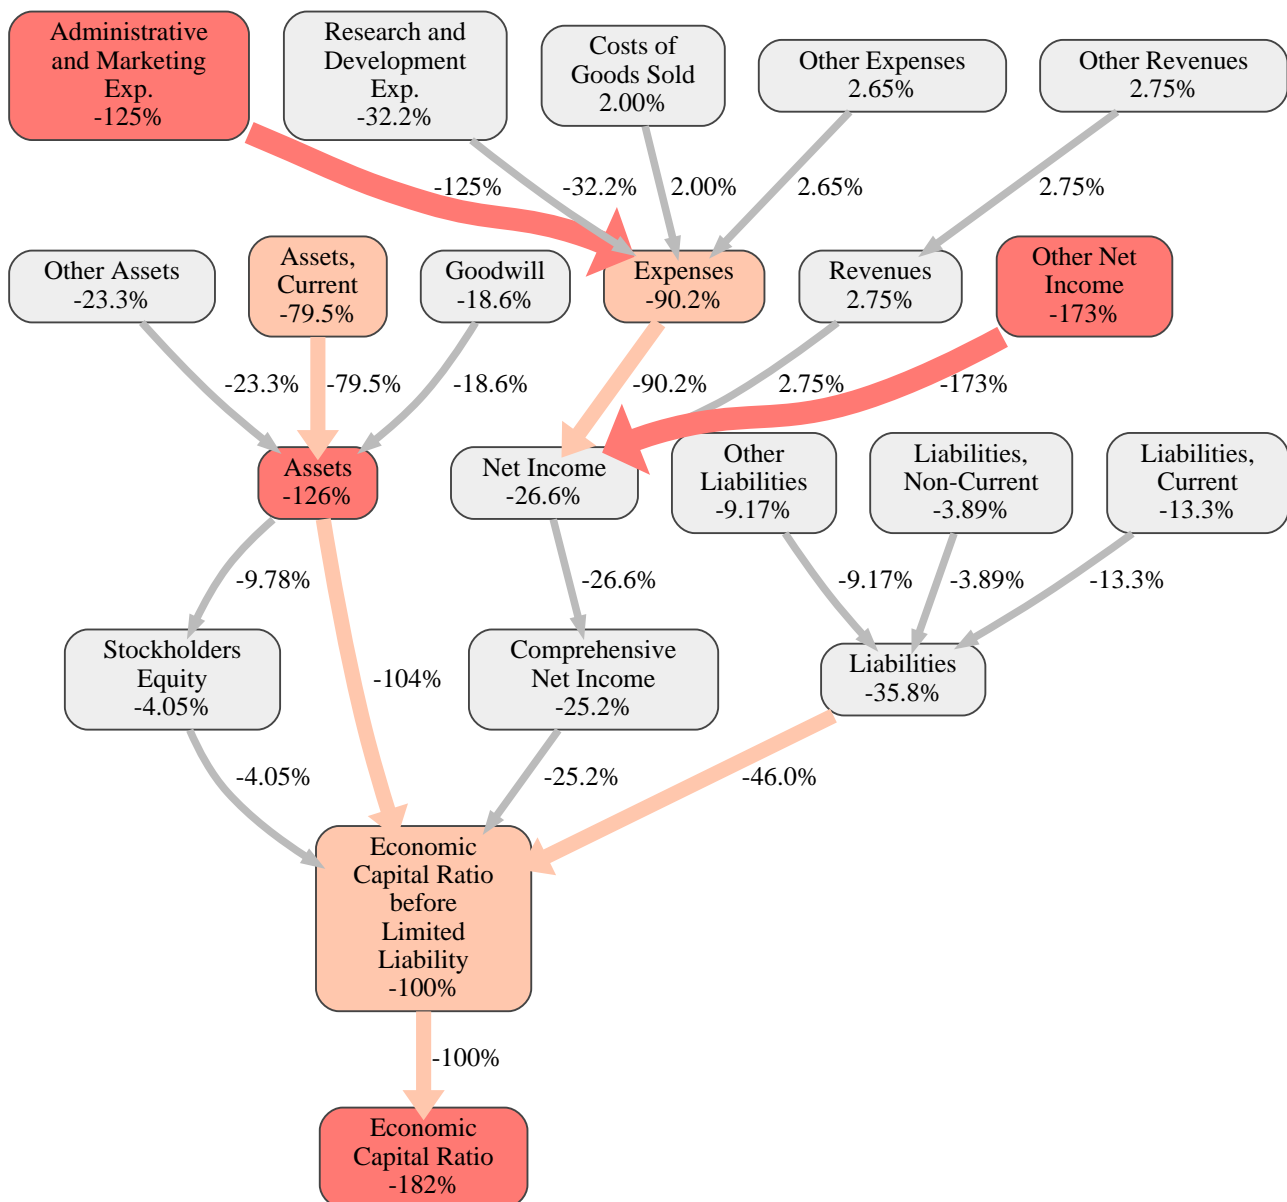 Administrative
and Marketing
Exp.
-125%
Research and
Development
Exp.
-32.2%
Costs of
Goods Sold
2.00%
Other Expenses
2.65%
Other Revenues
2.75%
-125%
-32.2%
2.00%
2.65%
2.75%
Other Assets
-23.3%
Assets,
Current
-79.5%
Goodwill
-18.6%
Expenses
-90.2%
Revenues
2.75%
Other Net
Income
-173%
-23.3%
-79.5%
-18.6%
-90.2%
2.75%
-173%
Assets
-126%
Net Income
-26.6%
Other
Liabilities
-9.17%
Liabilities,
Non-Current
-3.89%
Liabilities,
Current
-13.3%
-9.78%
-26.6%
-9.17%
-3.89%
-13.3%
Stockholders
Equity
-4.05%
-104%
Comprehensive
Net Income
-25.2%
Liabilities
-35.8%
-4.05%
-25.2%
-46.0%
Economic
Capital Ratio
before
Limited
Liability
-100%
-100%
Economic
Capital Ratio
-182%